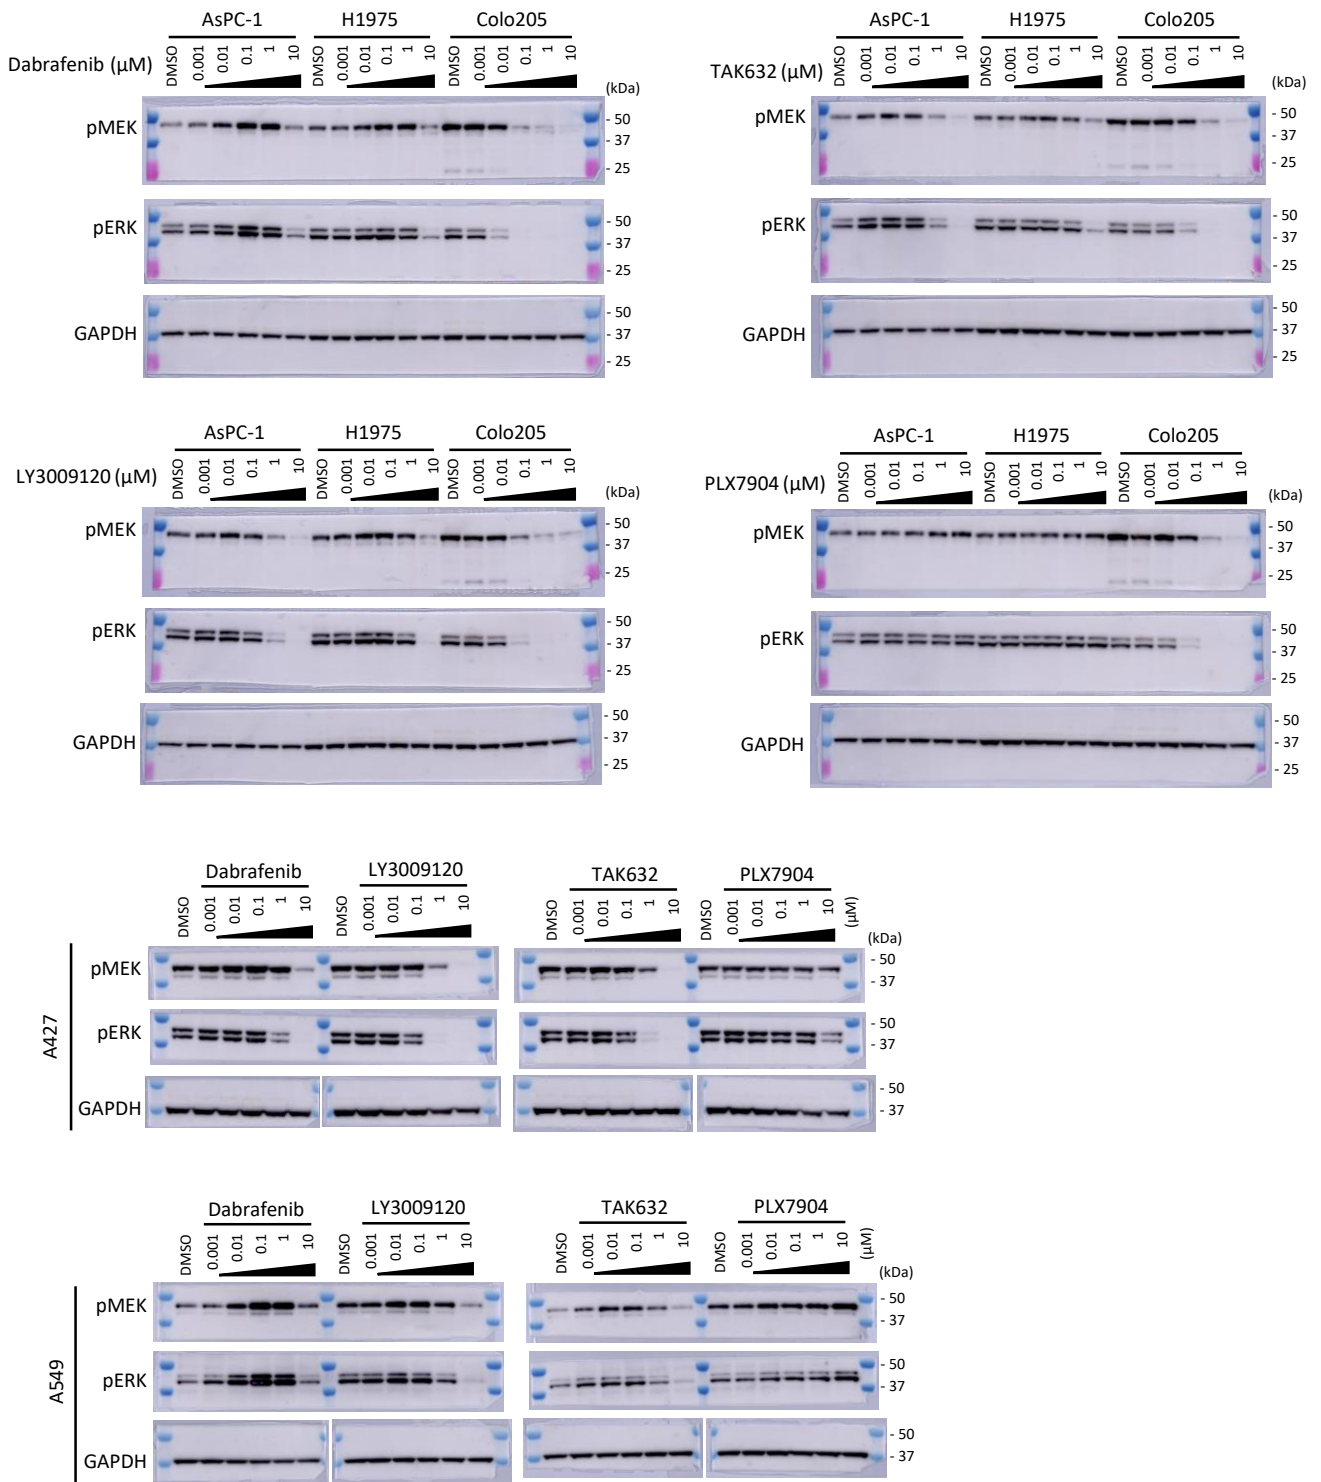 AsPC-1 H1975 Colo205
Dabrafenib (µM) DMSO 0.001 0.01 0.1 1 10 DMSO 0.001 0.01 0.1 1 10 DMSO 0.001 0.01 0.1 1 10
(kDa)
pMEK - 50
- 37
- 25
pERK - 50
- 37
- 25
GAPDH - 50
- 37
- 25
AsPC-1 H1975 Colo205
TAK632 (µM) DMSO 0.001 0.01 0.1 1 10 DMSO 0.001 0.01 0.1 1 10 DMSO 0.001 0.01 0.1 1 10
(kDa)
pMEK - 50
- 37
- 25
pERK - 50
- 37
- 25
GAPDH - 50
- 37
- 25
AsPC-1 H1975 Colo205
LY3009120 (µM) DMSO 0.001 0.01 0.1 1 10 DMSO 0.001 0.01 0.1 1 10 DMSO 0.001 0.01 0.1 1 10
(kDa)
pMEK - 50
- 37
- 25
pERK - 50
- 37
- 25
GAPDH - 50
- 37
- 25
AsPC-1 H1975 Colo205
PLX7904 (µM) DMSO 0.001 0.01 0.1 1 10 DMSO 0.001 0.01 0.1 1 10 DMSO 0.001 0.01 0.1 1 10
(kDa)
pMEK - 50
- 37
- 25
pERK - 50
- 37
- 25
GAPDH - 50
- 37
- 25
Dabrafenib LY3009120 TAK632 PLX7904
DMSO 0.001 0.01 0.1 1 10 DMSO 0.001 0.01 0.1 1 10 DMSO 0.001 0.01 0.1 1 10 DMSO 0.001 0.01 0.1 1 10 (µM)
(kDa)
A427
pMEK - 50
- 37
pERK - 50
- 37
GAPDH - 50
- 37
Dabrafenib LY3009120 TAK632 PLX7904
DMSO 0.001 0.01 0.1 1 10 DMSO 0.001 0.01 0.1 1 10 DMSO 0.001 0.01 0.1 1 10 DMSO 0.001 0.01 0.1 1 10 (µM)
(kDa)
A549
pMEK - 50
- 37
pERK - 50
- 37
GAPDH - 50
- 37